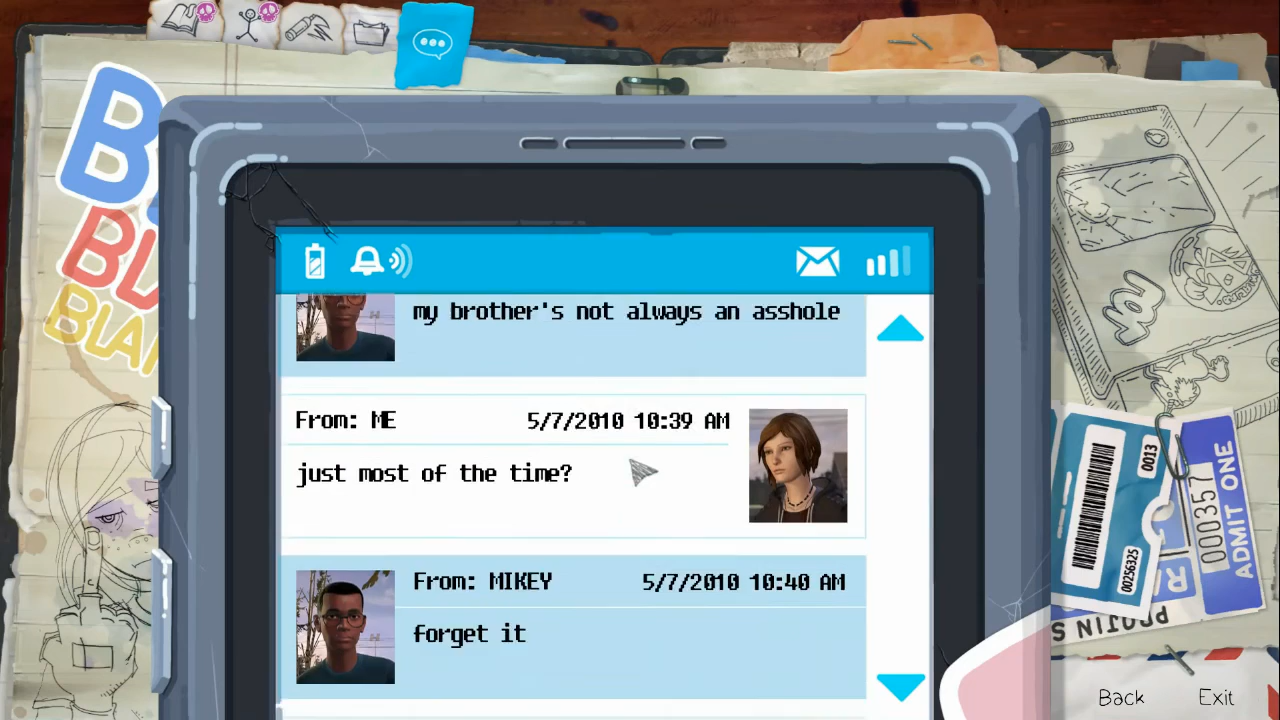 my brother's not always an asshole
From: ME 5/7/2010 10:39 AM
just most of the time?
From: MIKEY 5/7/2010 10:40 AM
forget it
0013
00256325
000357
ADMIT ONE
Back Exit